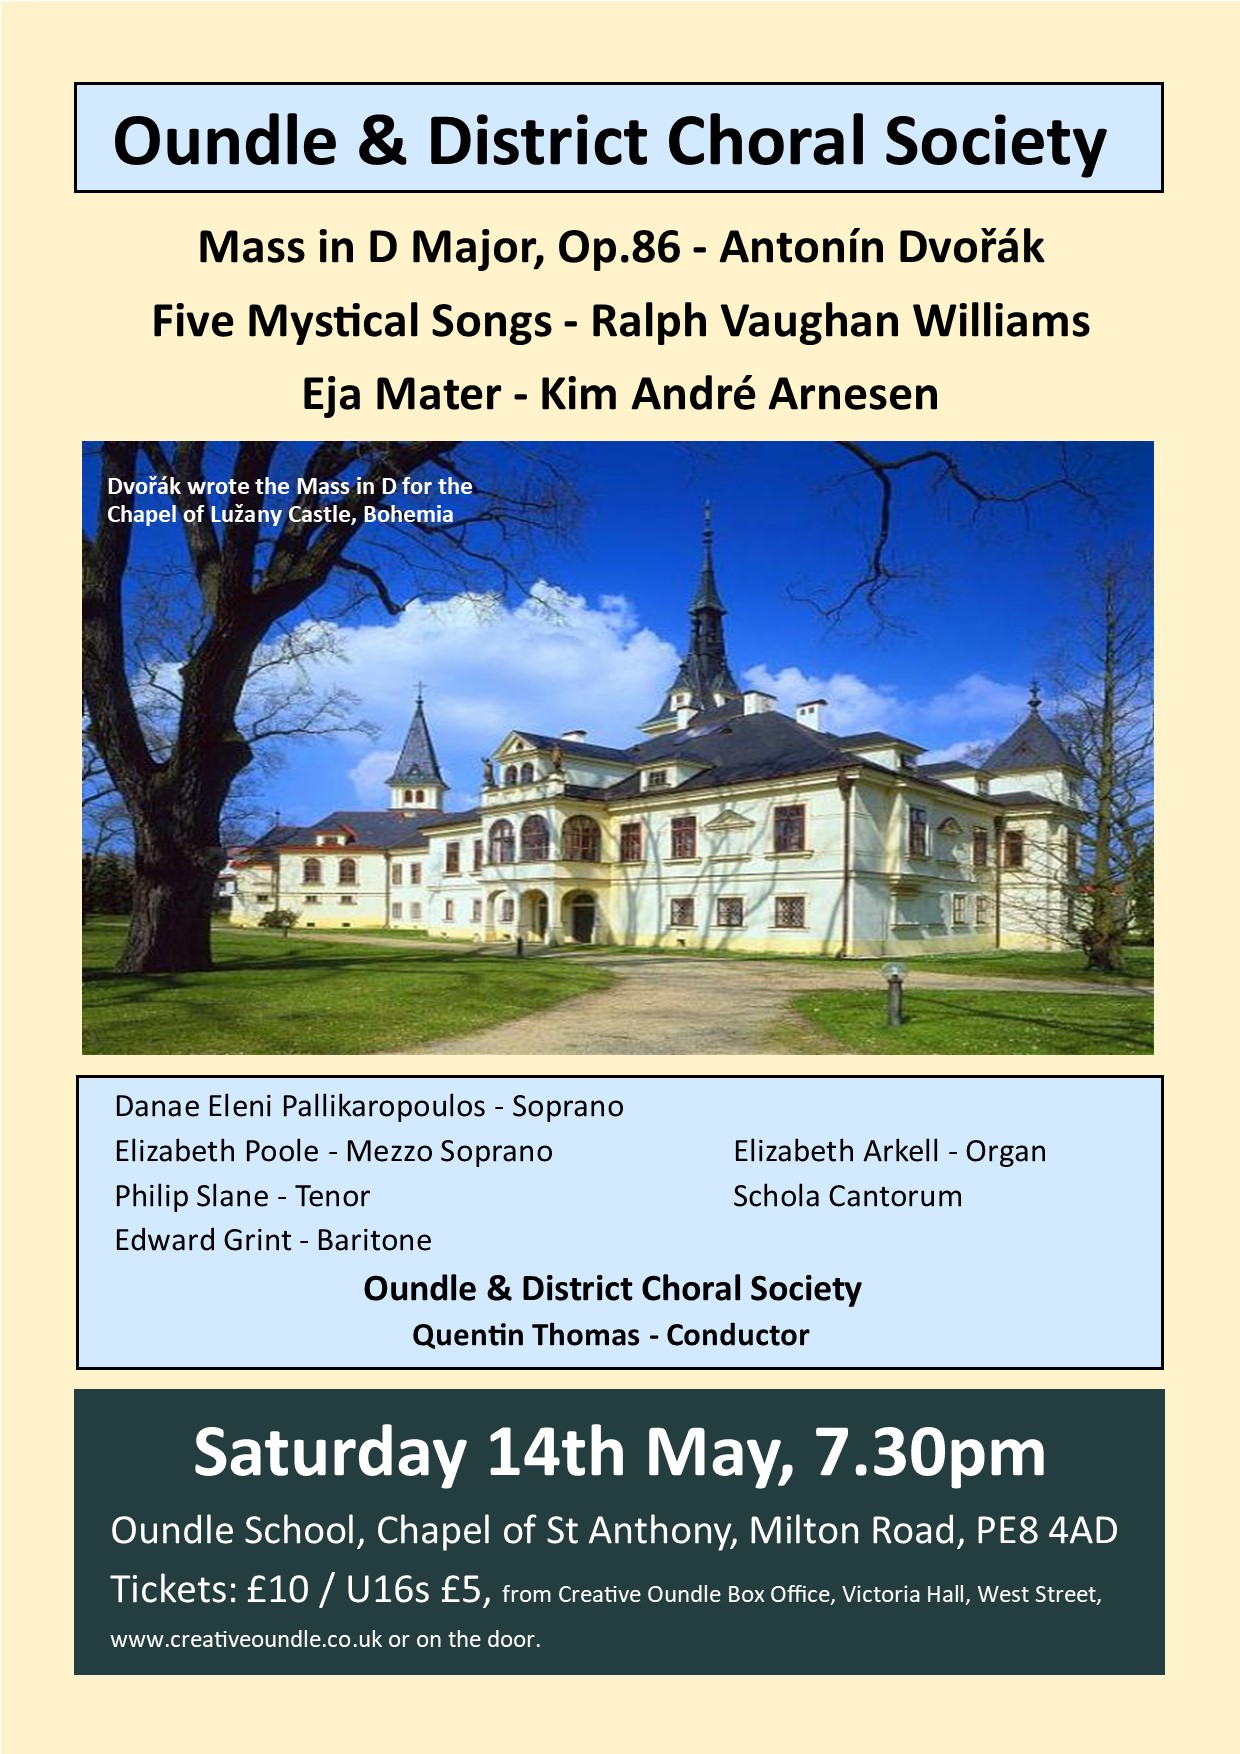 Oundle & District Choral Society
Mass in D Major, Op.86 - Antonín Dvořák
Five Mystical Songs - Ralph Vaughan Williams
Eja Mater - Kim André Arnesen
Dvořák wrote the Mass in D for the
Chapel of Lužany Castle, Bohemia
Danae Eleni Pallikaropoulos - Soprano
Elizabeth Poole - Mezzo Soprano
Philip Slane - Tenor
Edward Grint - Baritone
Elizabeth Arkell - Organ
Schola Cantorum
Oundle & District Choral Society
Quentin Thomas - Conductor
Saturday 14th May, 7.30pm
Oundle School, Chapel of St Anthony, Milton Road, PE8 4AD
Tickets: £10 / U16s £5, from Creative Oundle Box Office, Victoria Hall, West Street,
www.creativeoundle.co.uk or on the door.